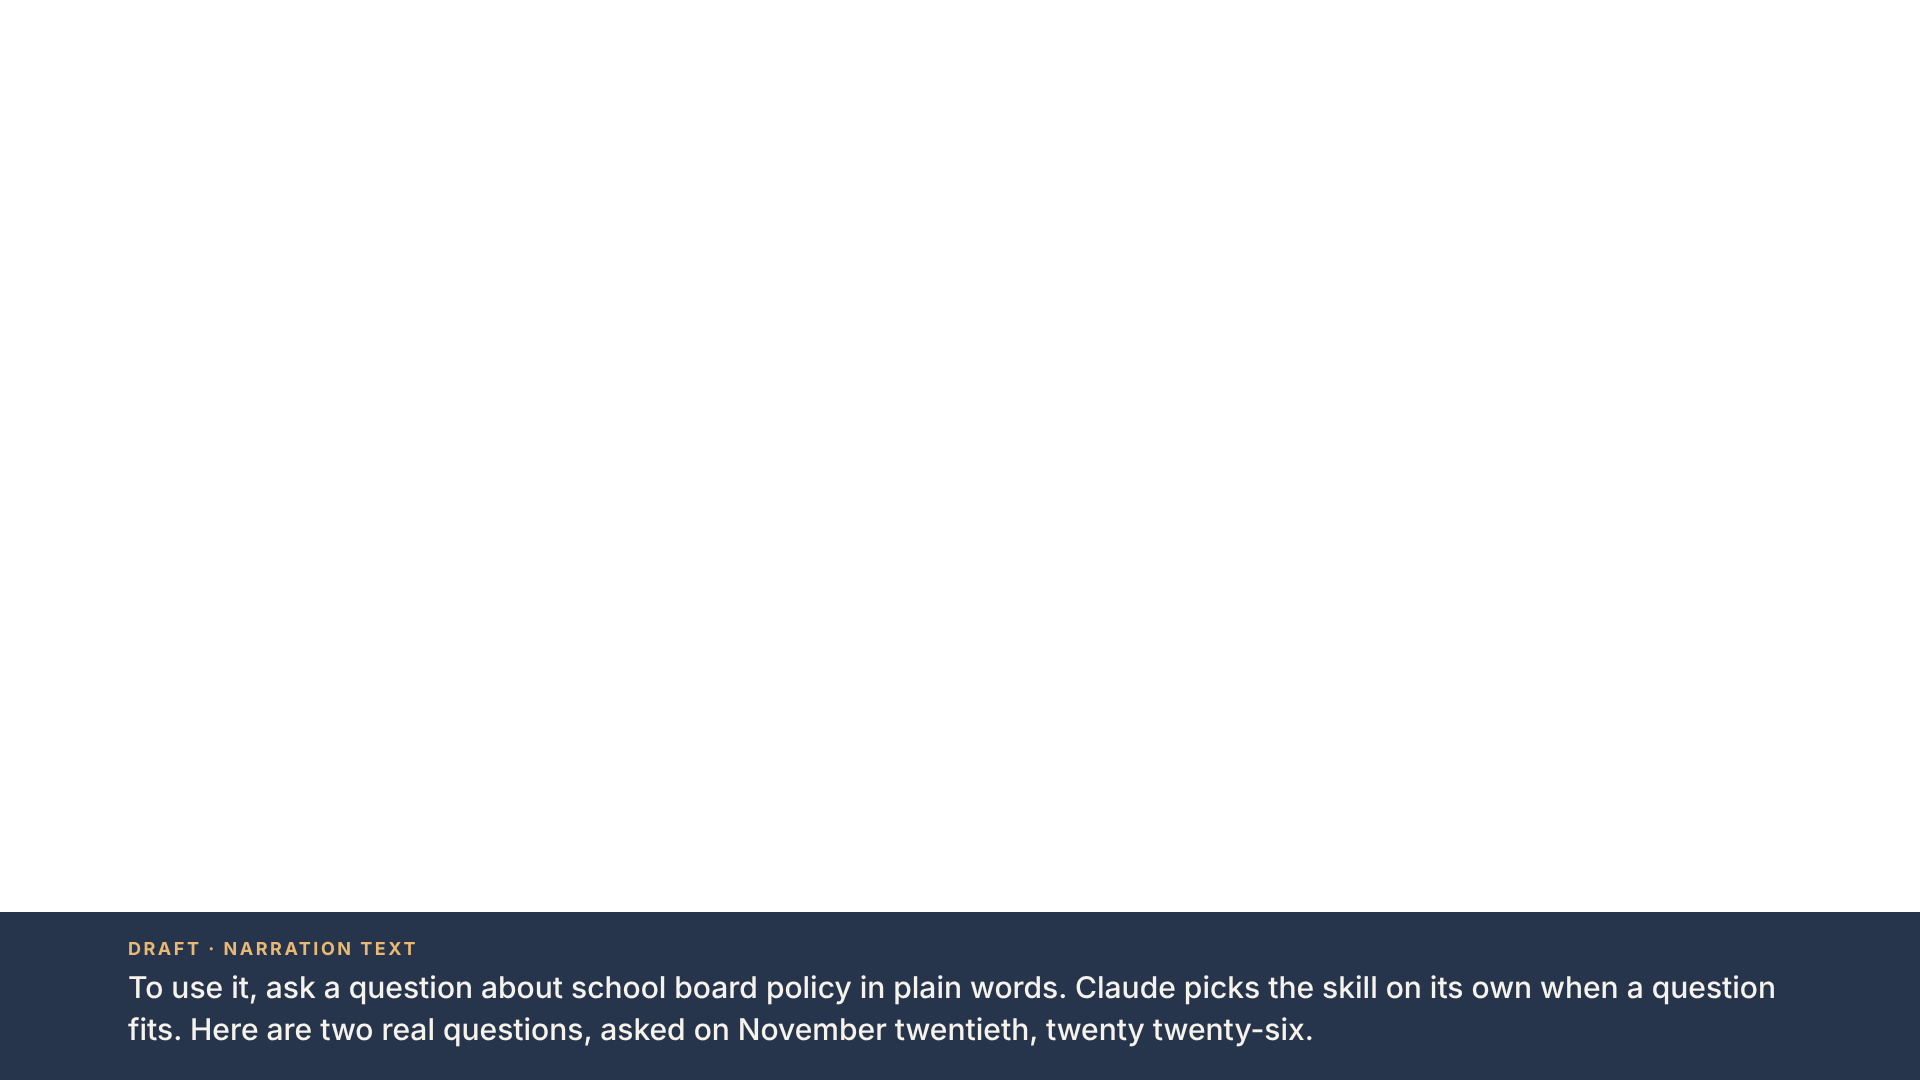 DRAFT · NARRATION TEXT
To use it, ask a question about school board policy in plain words. Claude picks the skill on its own when a question
fits. Here are two real questions, asked on November twentieth, twenty twenty-six.